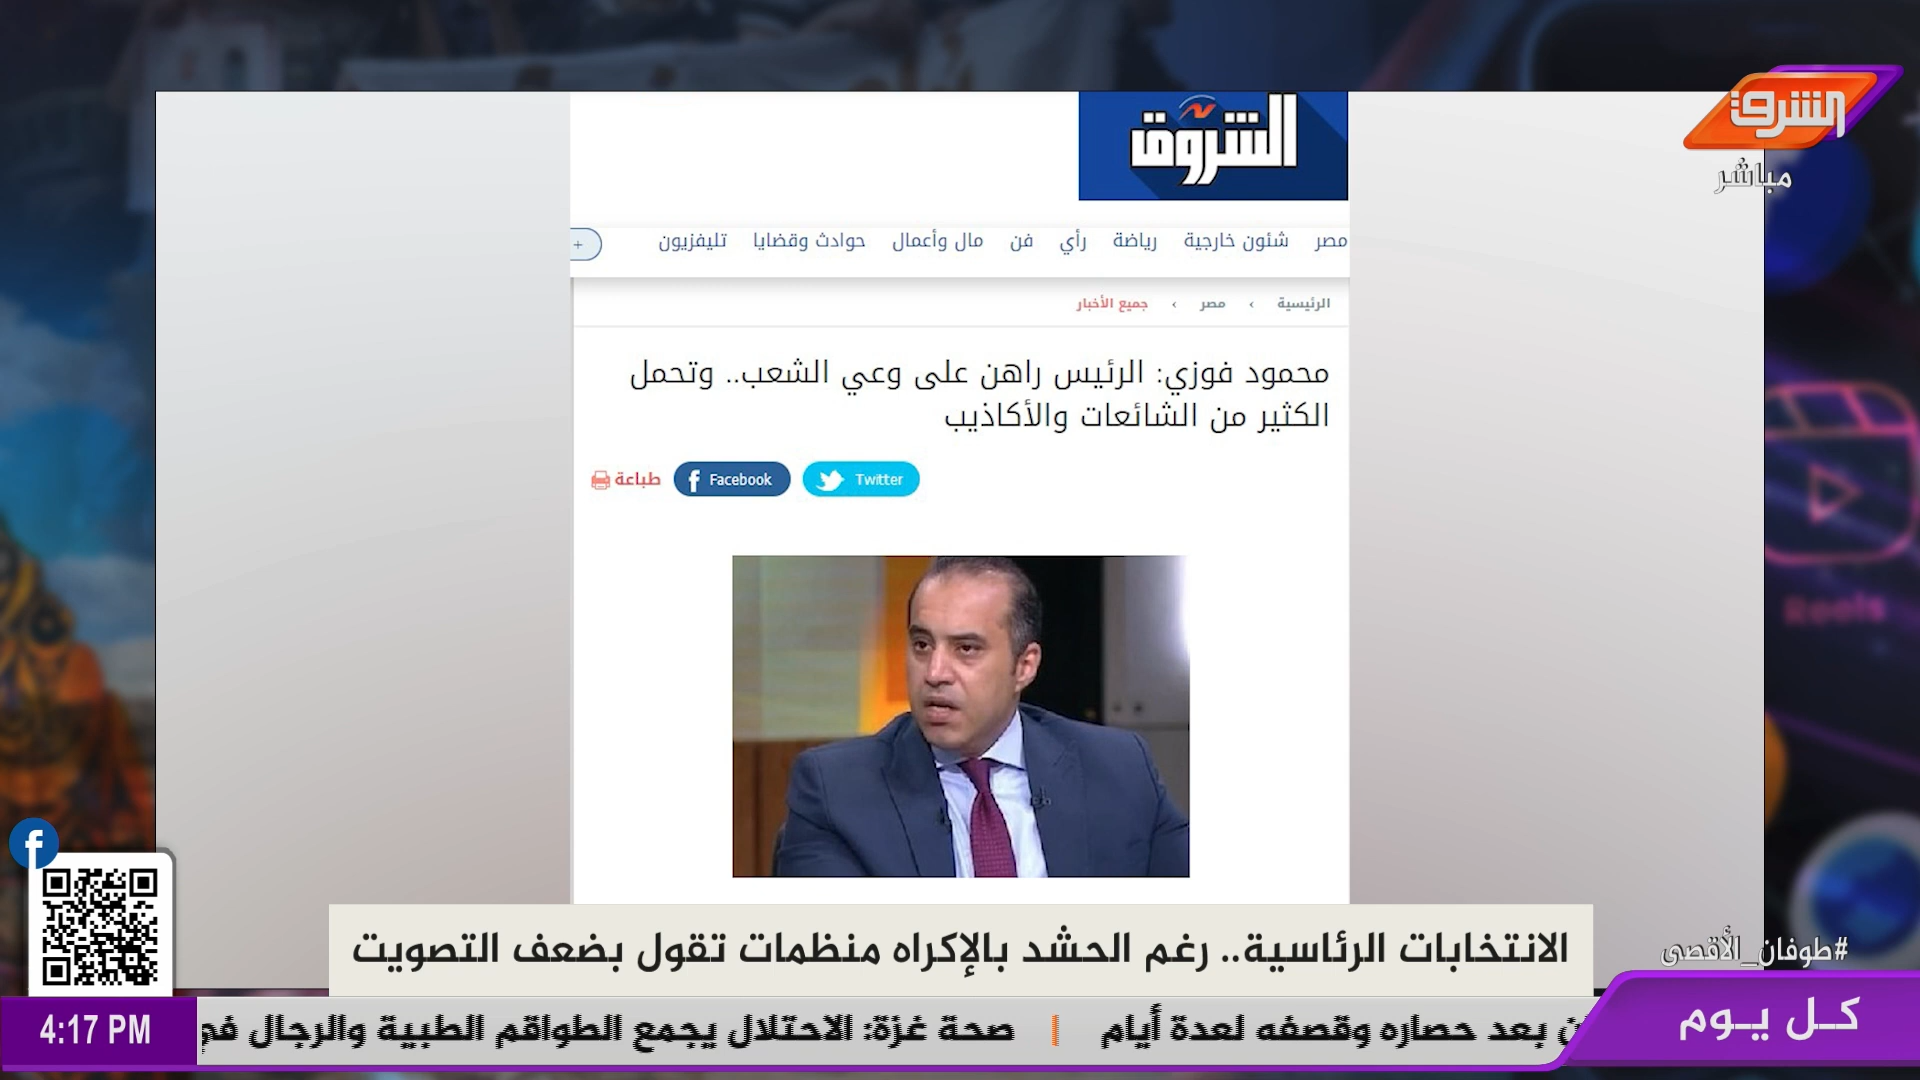 الشرق
مباشر
الشروق
مصر شئون خارجية رياضة رأي فن مال وأعمال حوادث وقضايا تليفزيون +
الرئيسية › مصر › جميع الأخبار
محمود فوزي: الرئيس راهن على وعي الشعب.. وتحمل
الكثير من الشائعات والأكاذيب
Twitter Facebook طباعة
Reels
الانتخابات الرئاسية.. رغم الحشد بالإكراه منظمات تقول بضعف التصويت
#طوفان_الأقصى
كل يوم
بعد حصاره وقصفه لعدة أيام | صحة غزة: الاحتلال يجمع الطواقم الطبية والرجال في
4:17 PM